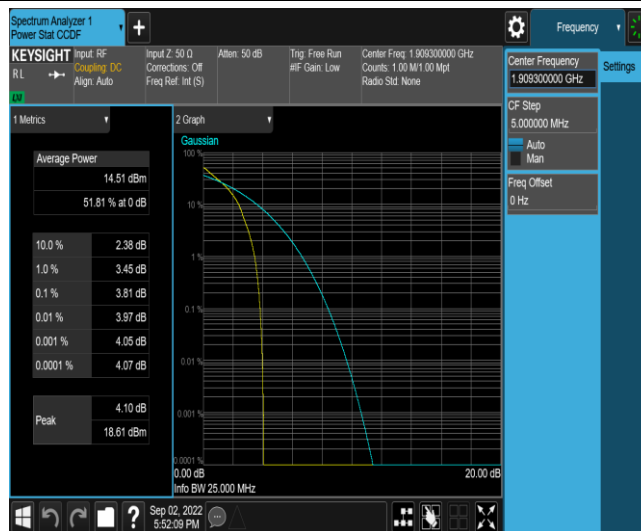 Spectrum Analyzer 1
Power Stat CCDF
+
Frequency
KEYSIGHT
RL
LXI
Input: RF
Coupling: DC
Align: Auto
Input Z: 50 Ω
Corrections: Off
Freq Ref: Int (S)
Atten: 50 dB
Trig: Free Run
#IF Gain: Low
Center Freq: 1.909300000 GHz
Counts: 1.00 M/1.00 Mpt
Radio Std: None
Center Frequency
1.909300000 GHz
Settings
CF Step
5.000000 MHz
Auto
Man
Freq Offset
0 Hz
1 Metrics
Average Power
14.51 dBm
51.81 % at 0 dB
10.0 % 2.38 dB
1.0 % 3.45 dB
0.1 % 3.81 dB
0.01 % 3.97 dB
0.001 % 4.05 dB
0.0001 % 4.07 dB
Peak
4.10 dB
18.61 dBm
2 Graph
Gaussian
100 %
10 %
1 %
0.1 %
0.01 %
0.001 %
0.0001 %
0.00 dB 20.00 dB
Info BW 25.000 MHz
?
Sep 02, 2022
5:52:09 PM